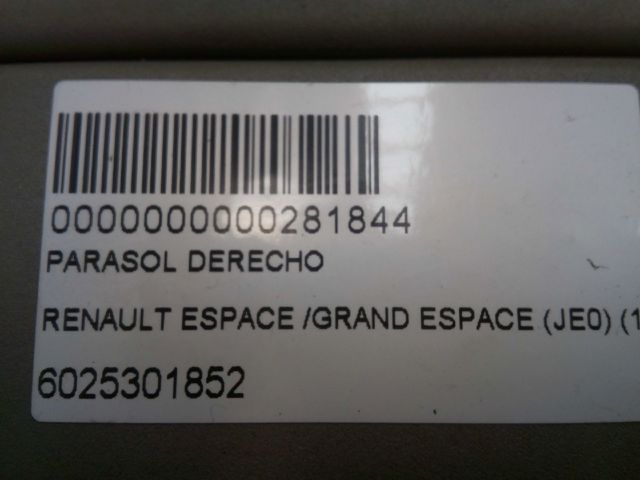 0000000000281844
PARASOL DERECHO
RENAULT ESPACE /GRAND ESPACE (JE0) (1
6025301852